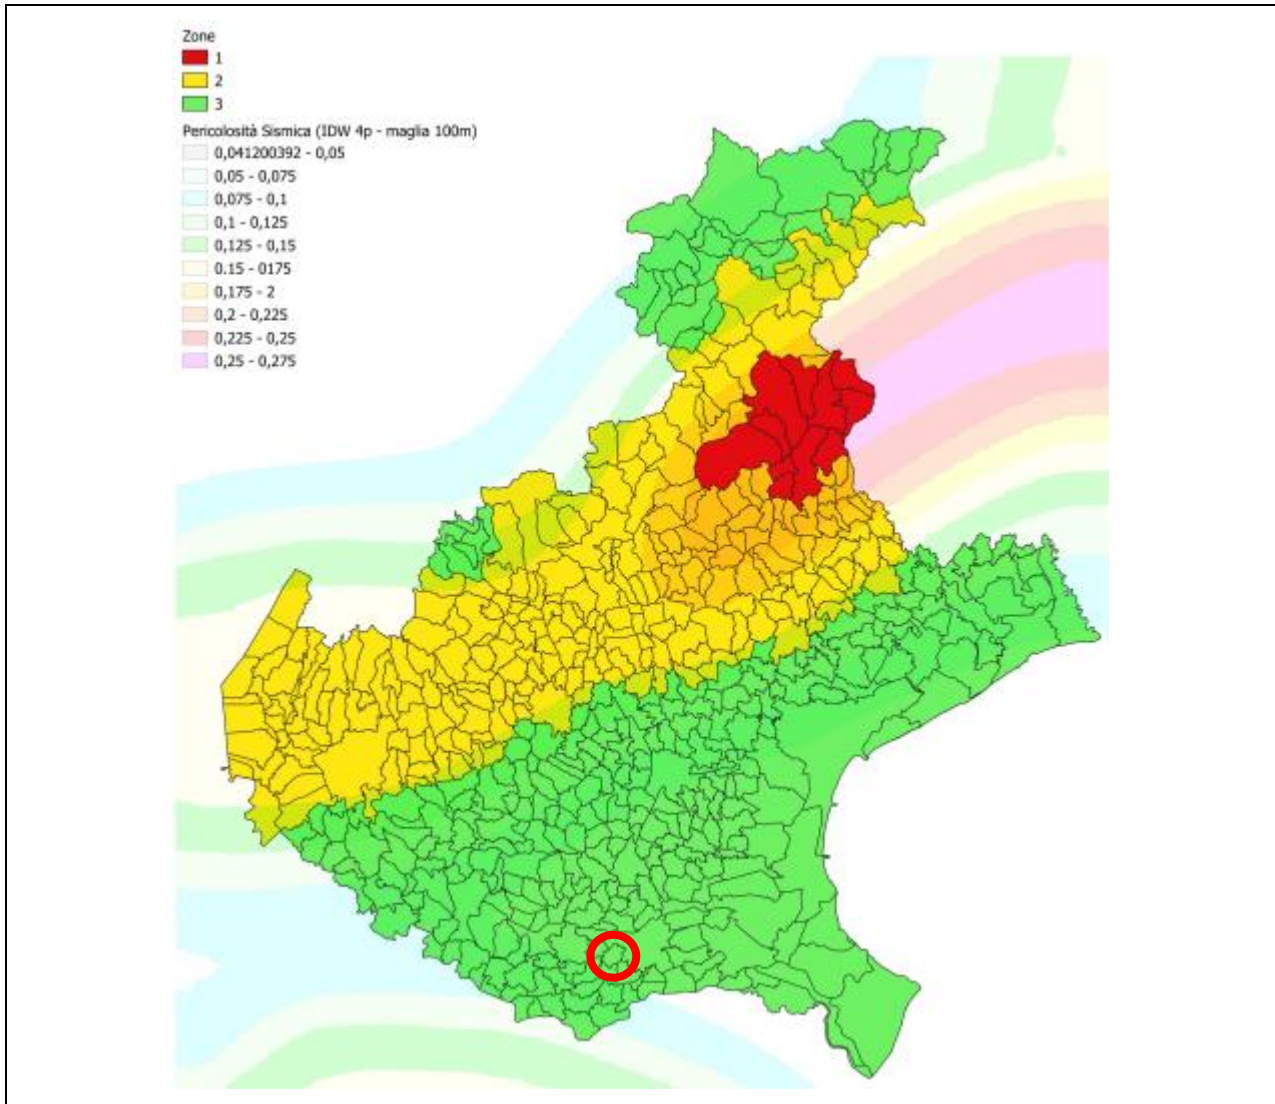 Zone
1
2
3
Pericolosità Sismica (IDW 4p - maglia 100m)
0,041200392 - 0,05
0,05 - 0,075
0,075 - 0,1
0,1 - 0,125
0,125 - 0,15
0.15 - 0175
0,175 - 2
0,2 - 0,225
0,225 - 0,25
0,25 - 0,275